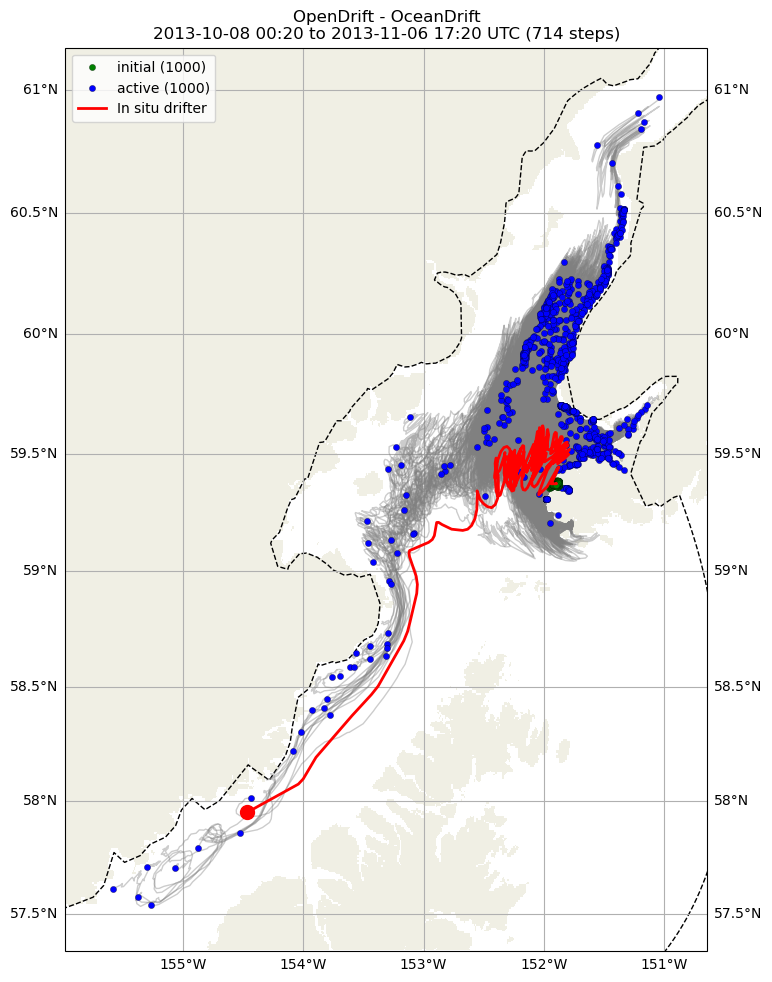 OpenDrift - OceanDrift
2013-10-08 00:20 to 2013-11-06 17:20 UTC (714 steps)
initial (1000)
active (1000)
In situ drifter
61°N 61°N
60.5°N 60.5°N
60°N 60°N
59.5°N 59.5°N
59°N 59°N
58.5°N 58.5°N
58°N 58°N
57.5°N 57.5°N
155°W 154°W 153°W 152°W 151°W